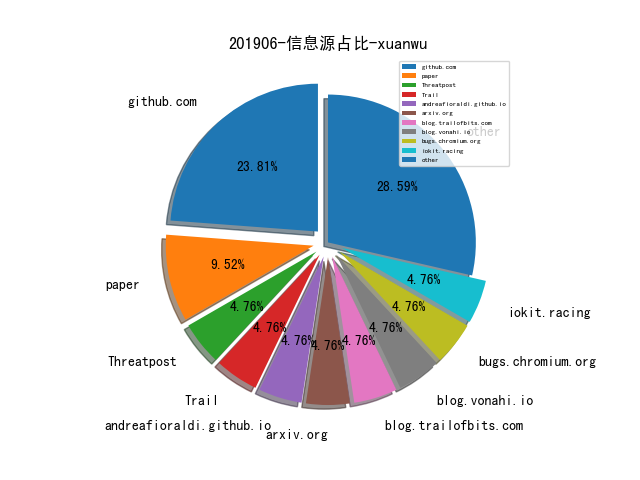 201906-信息源占比-xuanwu
github.com
paper
Threatpost
Trail
andreafioraldi.github.io
arxiv.org
blog.trailofbits.com
blog.vonahi.io
bugs.chromium.org
iokit.racing
other
github.com
other
23.81%
28.59%
paper
9.52%
4.76%
iokit.racing
4.76%
4.76%
Threatpost
4.76%
4.76%
bugs.chromium.org
4.76%
4.76%
4.76%
Trail
blog.vonahi.io
andreafioraldi.github.io
arxiv.org
blog.trailofbits.com